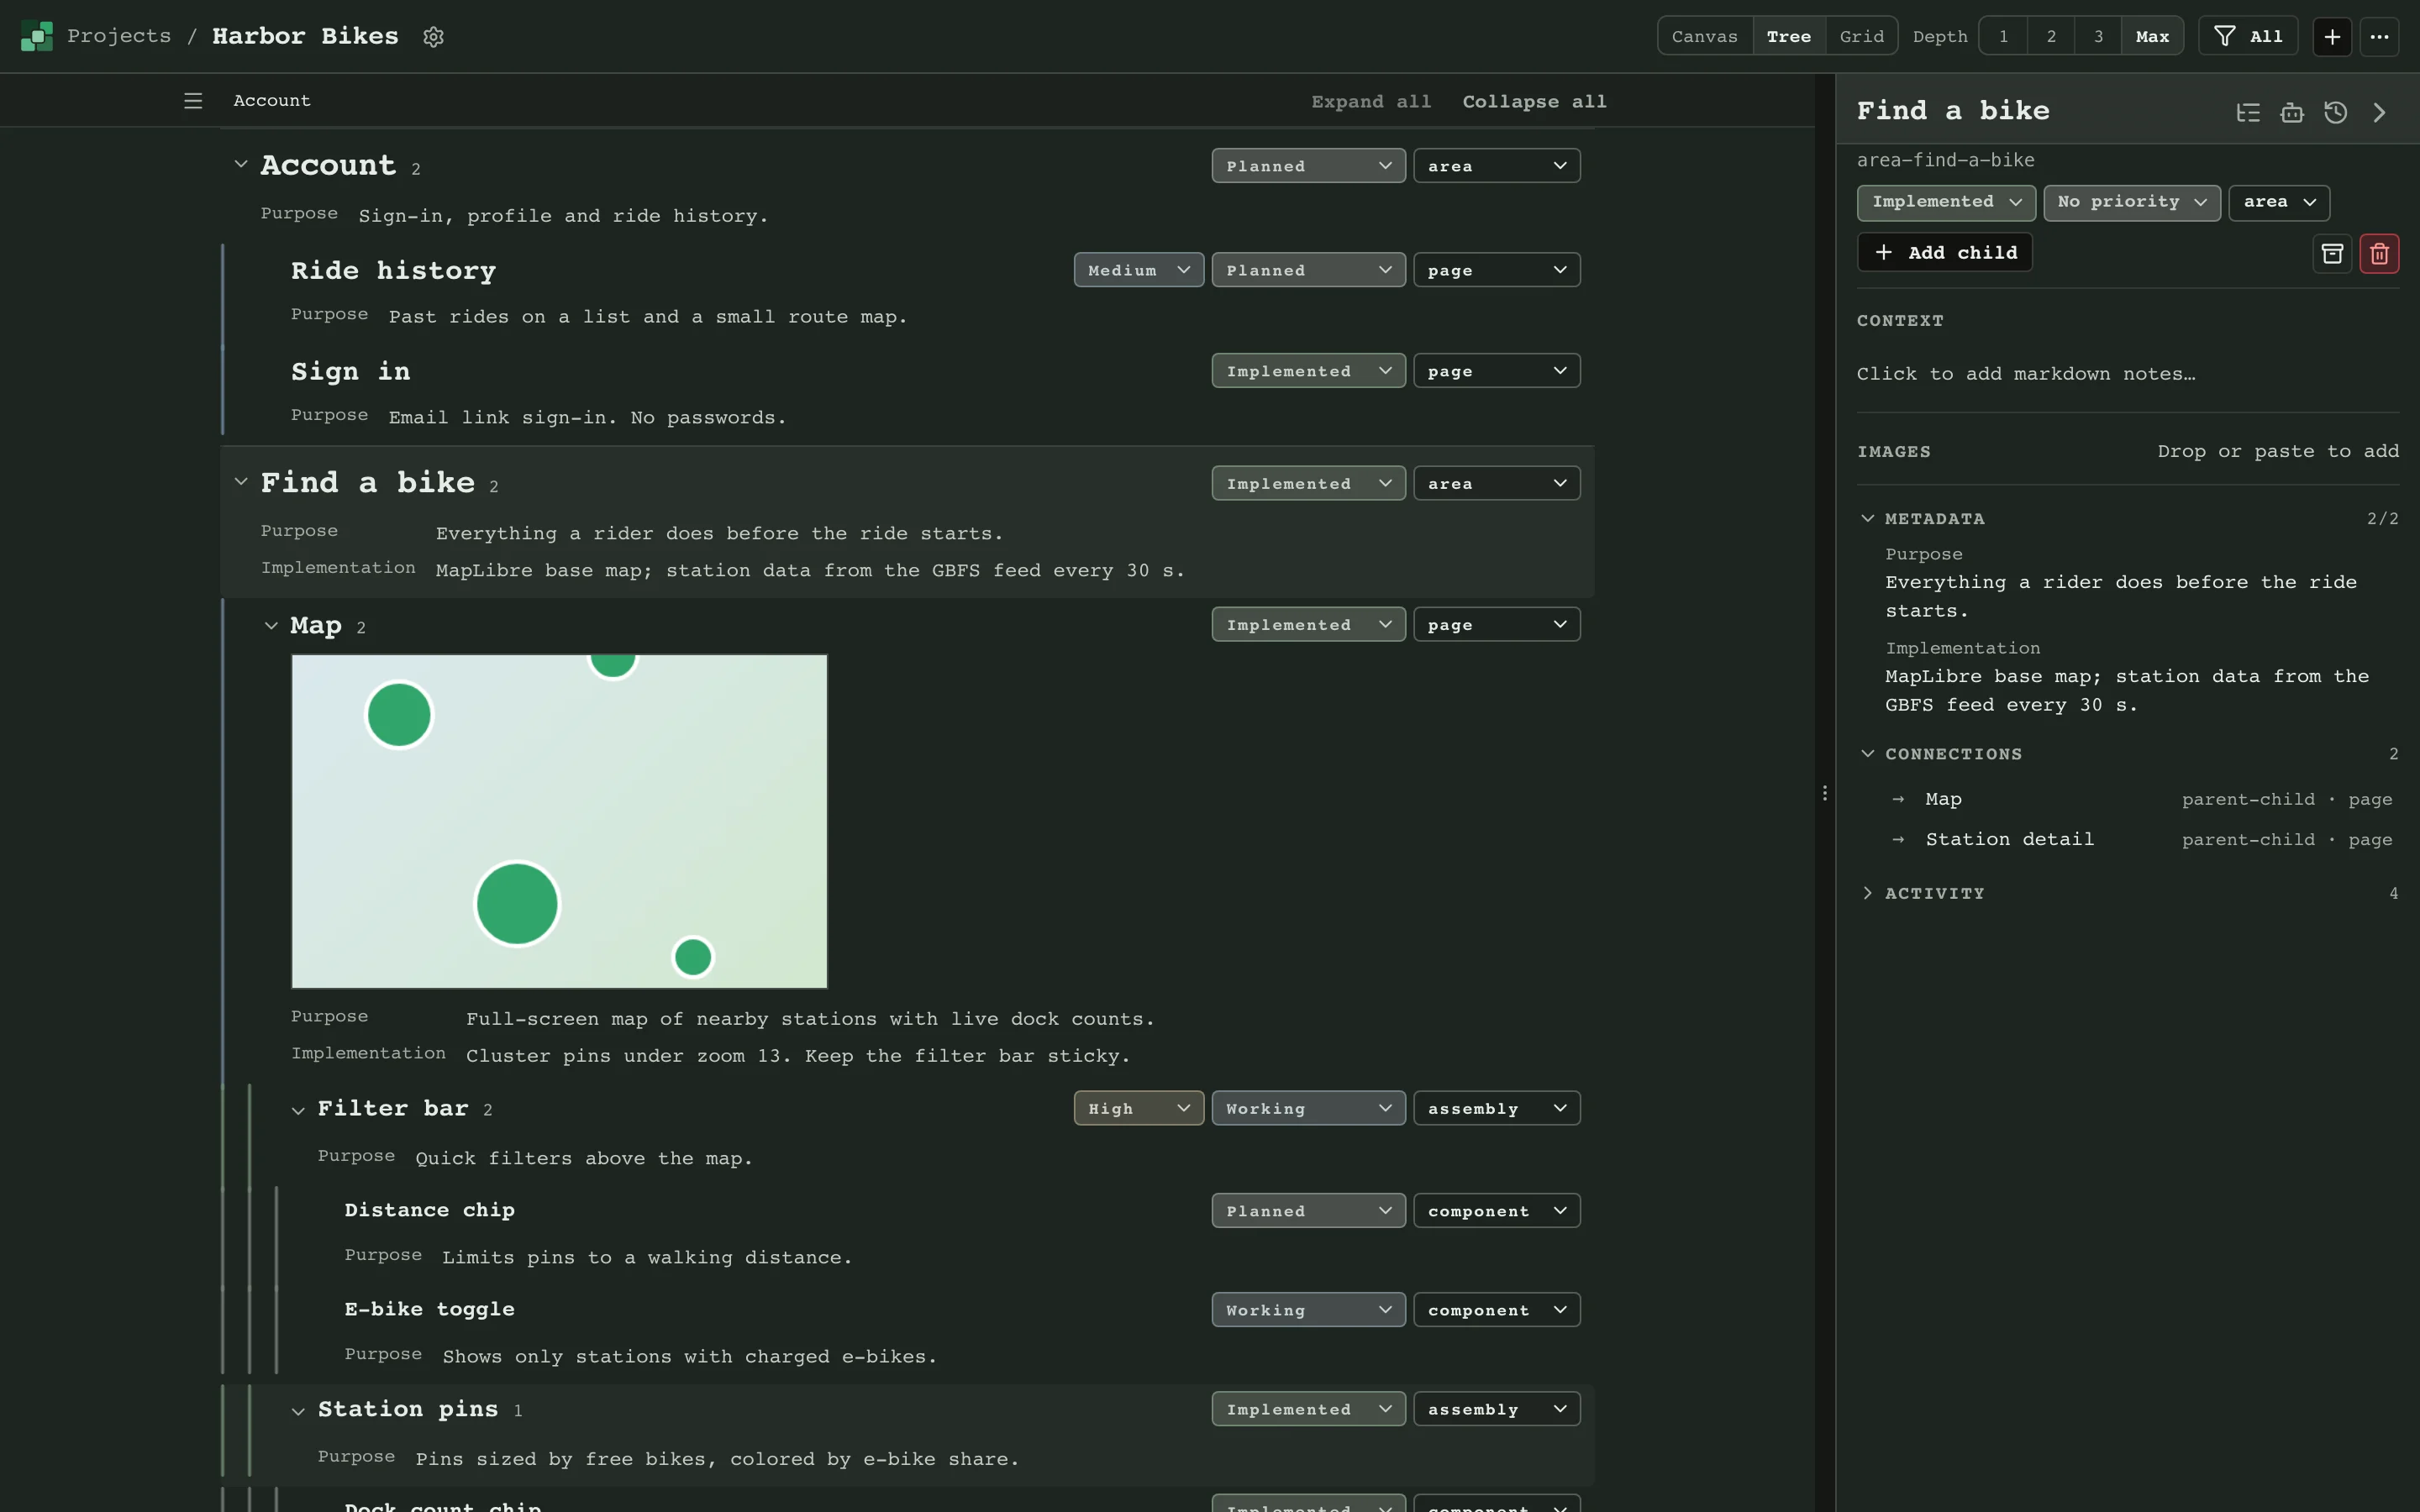 Projects / Harbor Bikes
Canvas Tree Grid Depth 1 2 3 Max All
Account
Expand all Collapse all
Account 2
Planned area
Purpose Sign-in, profile and ride history.
Ride history
Medium Planned page
Purpose Past rides on a list and a small route map.
Sign in
Implemented page
Purpose Email link sign-in. No passwords.
Find a bike 2
Implemented area
Purpose Everything a rider does before the ride starts.
Implementation MapLibre base map; station data from the GBFS feed every 30 s.
Map 2
Implemented page
Purpose Full-screen map of nearby stations with live dock counts.
Implementation Cluster pins under zoom 13. Keep the filter bar sticky.
Filter bar 2
High Working assembly
Purpose Quick filters above the map.
Distance chip
Planned component
Purpose Limits pins to a walking distance.
E-bike toggle
Working component
Purpose Shows only stations with charged e-bikes.
Station pins 1
Implemented assembly
Purpose Pins sized by free bikes, colored by e-bike share.
Dock count chip
Implemented component
Find a bike
area-find-a-bike
Implemented No priority area
+ Add child
CONTEXT
Click to add markdown notes…
IMAGES Drop or paste to add
METADATA 2/2
Purpose
Everything a rider does before the ride
starts.
Implementation
MapLibre base map; station data from the
GBFS feed every 30 s.
CONNECTIONS 2
→ Map parent-child · page
→ Station detail parent-child · page
ACTIVITY 4